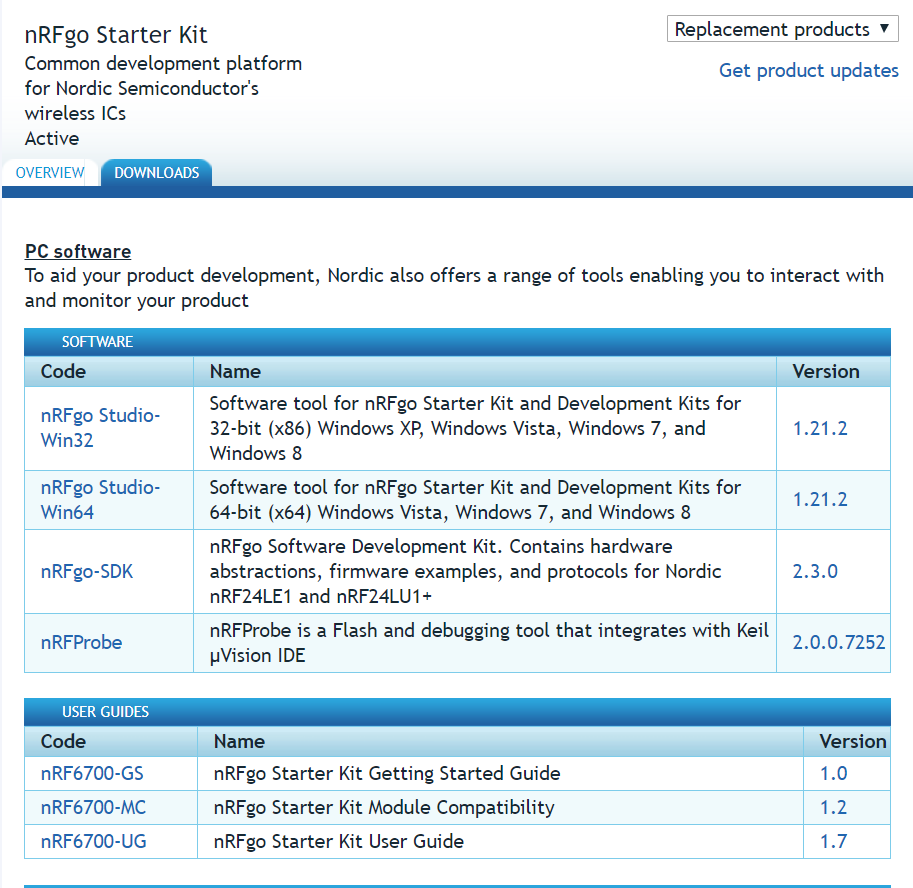 nRFgo Starter Kit
Replacement products ▼
Common development platform
for Nordic Semiconductor's
wireless ICs
Active
Get product updates
OVERVIEW DOWNLOADS
PC software
To aid your product development, Nordic also offers a range of tools enabling you to interact with
and monitor your product
SOFTWARE
Code Name Version
nRFgo Studio-
Win32
Software tool for nRFgo Starter Kit and Development Kits for
32-bit (x86) Windows XP, Windows Vista, Windows 7, and
Windows 8
1.21.2
nRFgo Studio-
Win64
Software tool for nRFgo Starter Kit and Development Kits for
64-bit (x64) Windows Vista, Windows 7, and Windows 8
1.21.2
nRFgo-SDK
nRFgo Software Development Kit. Contains hardware
abstractions, firmware examples, and protocols for Nordic
nRF24LE1 and nRF24LU1+
2.3.0
nRFProbe
nRFProbe is a Flash and debugging tool that integrates with Keil
µVision IDE
2.0.0.7252
USER GUIDES
Code Name Version
nRF6700-GS nRFgo Starter Kit Getting Started Guide 1.0
nRF6700-MC nRFgo Starter Kit Module Compatibility 1.2
nRF6700-UG nRFgo Starter Kit User Guide 1.7